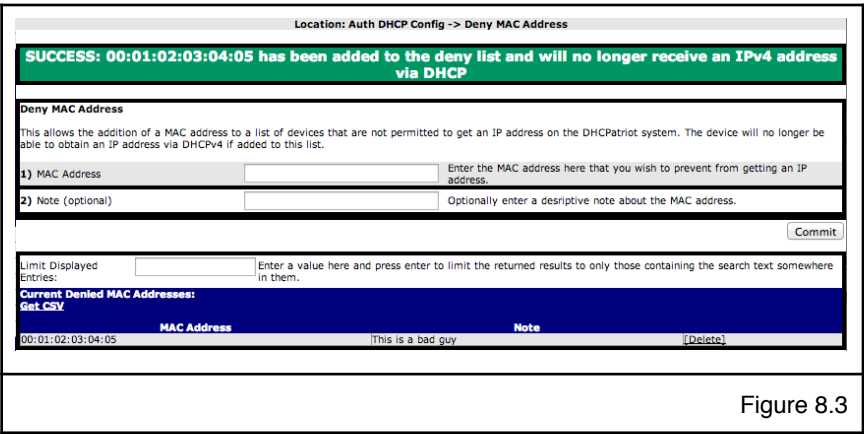 Location: Auth DHCP Config -> Deny MAC Address
SUCCESS: 00:01:02:03:04:05 has been added to the deny list and will no longer receive an IPv4 address
via DHCP
Deny MAC Address
This allows the addition of a MAC address to a list of devices that are not permitted to get an IP address on the DHCPatriot system. The device will no longer be
able to obtain an IP address via DHCPv4 if added to this list.
1) MAC Address Enter the MAC address here that you wish to prevent from getting an IP
address.
2) Note (optional) Optionally enter a desriptive note about the MAC address.
Commit
Limit Displayed Enter a value here and press enter to limit the returned results to only those containing the search text somewhere
Entries: in them.
Current Denied MAC Addresses:
Get CSV
MAC Address Note
00:01:02:03:04:05 This is a bad guy [Delete]
Figure 8.3